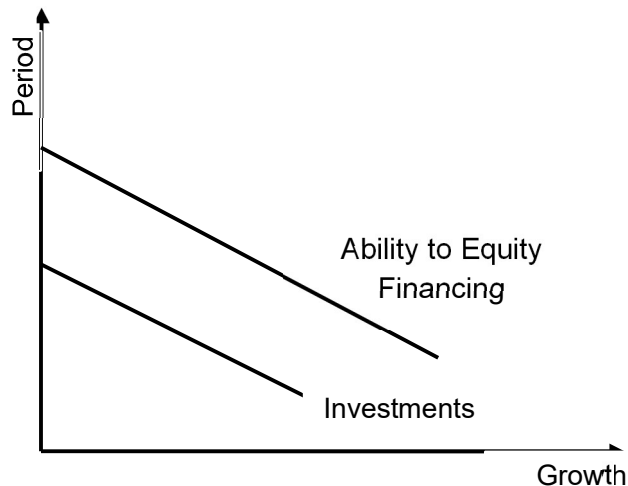 Period
Ability to Equity
Financing
Investments
Growth